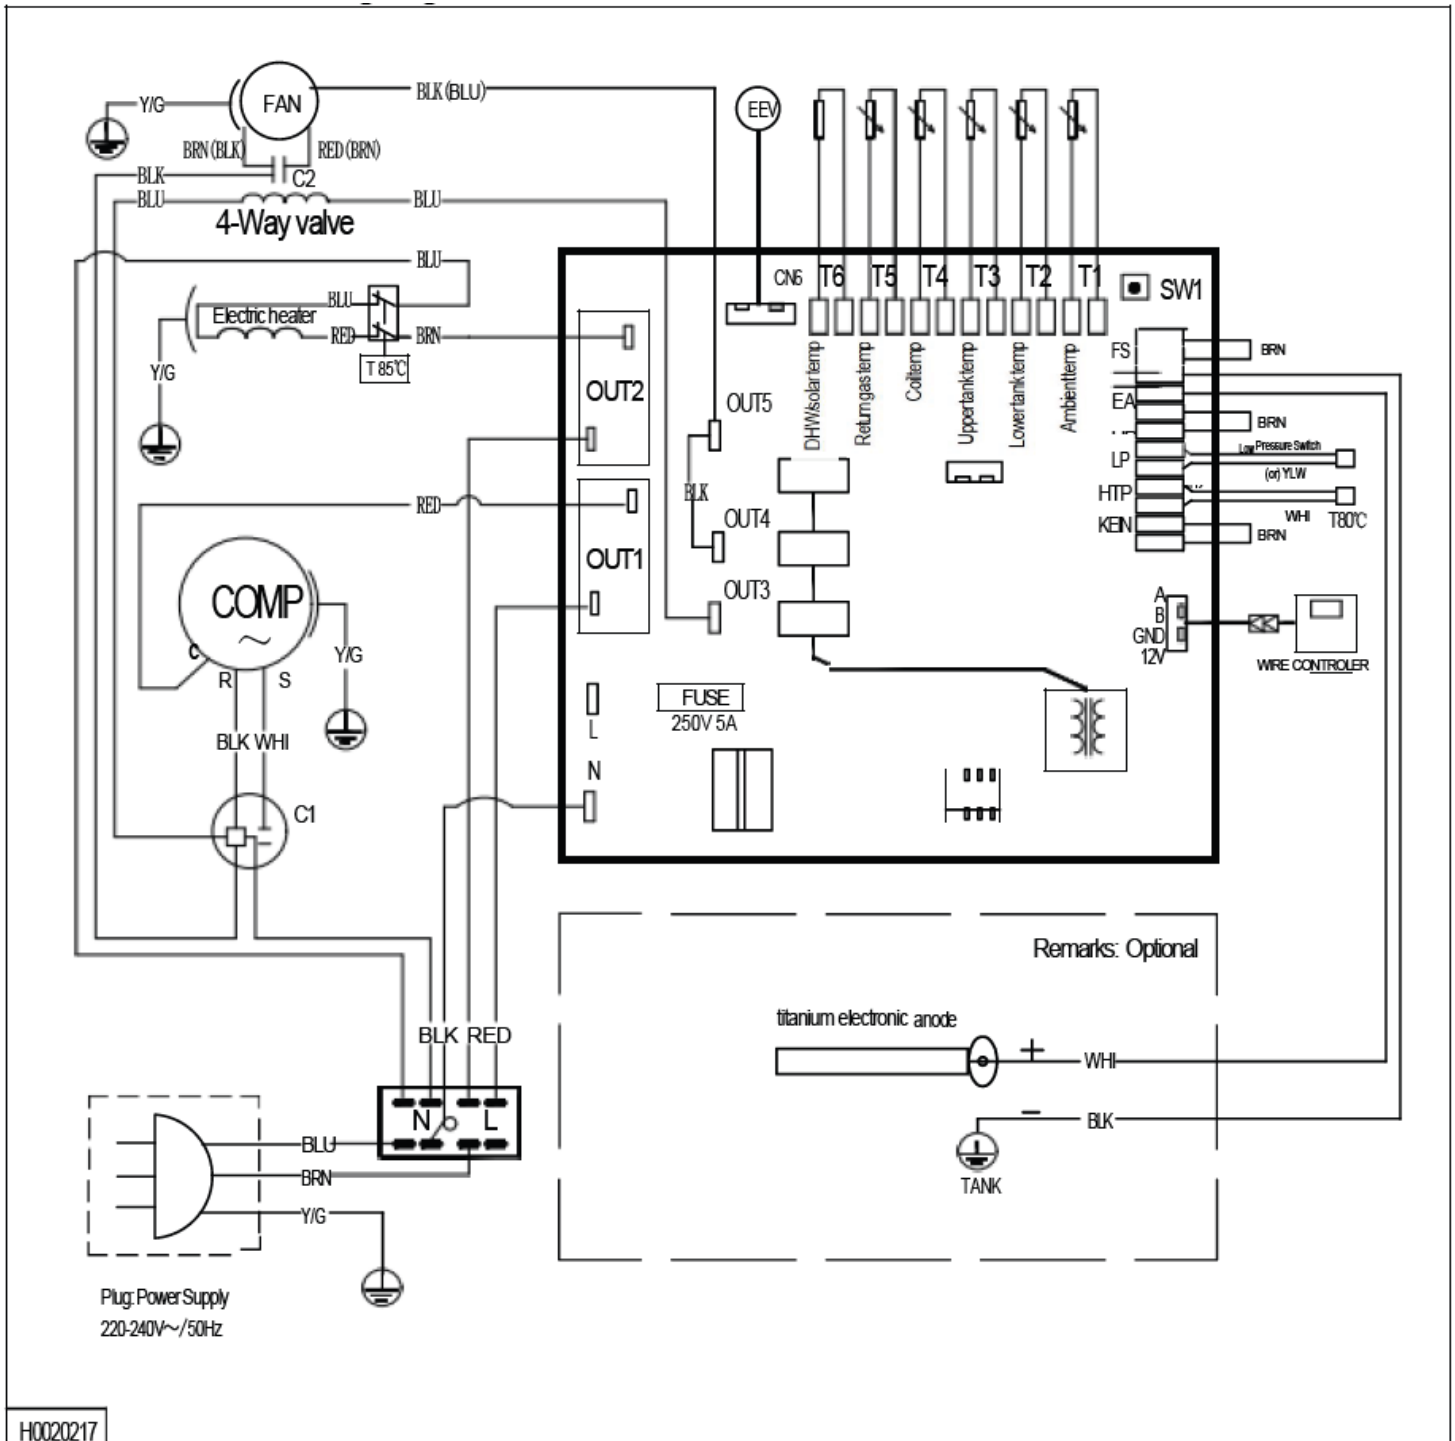 FAN
Y/G
BLK(BLU)
BRN(BLK)
RED(BRN)
BLK
C2
BLU
BLU
4-Way valve
BLU
BLU
Electric heater
RED
BRN
T 85℃
Y/G
EEV
CN6
T6
T5
T4
T3
T2
T1
SW1
DHW/solar temp
Return gas temp
Coil temp
Upper tank temp
Lower tank temp
Ambient temp
OUT2
OUT5
BLK
OUT4
OUT1
OUT3
FS
BRN
EA
BRN
Low Pressure Switch
LP
(or) YLW
HTP
WHI
T80℃
KEIN
BRN
A
B
GND
12V
WIRE CONTROLER
RED
COMP
C
R
S
Y/G
BLK WHI
C1
L
N
FUSE
250V 5A
Remarks: Optional
titanium electronic anode
+
WHI
−
BLK
TANK
BLK RED
N
L
BLU
BRN
Y/G
Plug: Power Supply
220-240V～/50Hz
H0020217